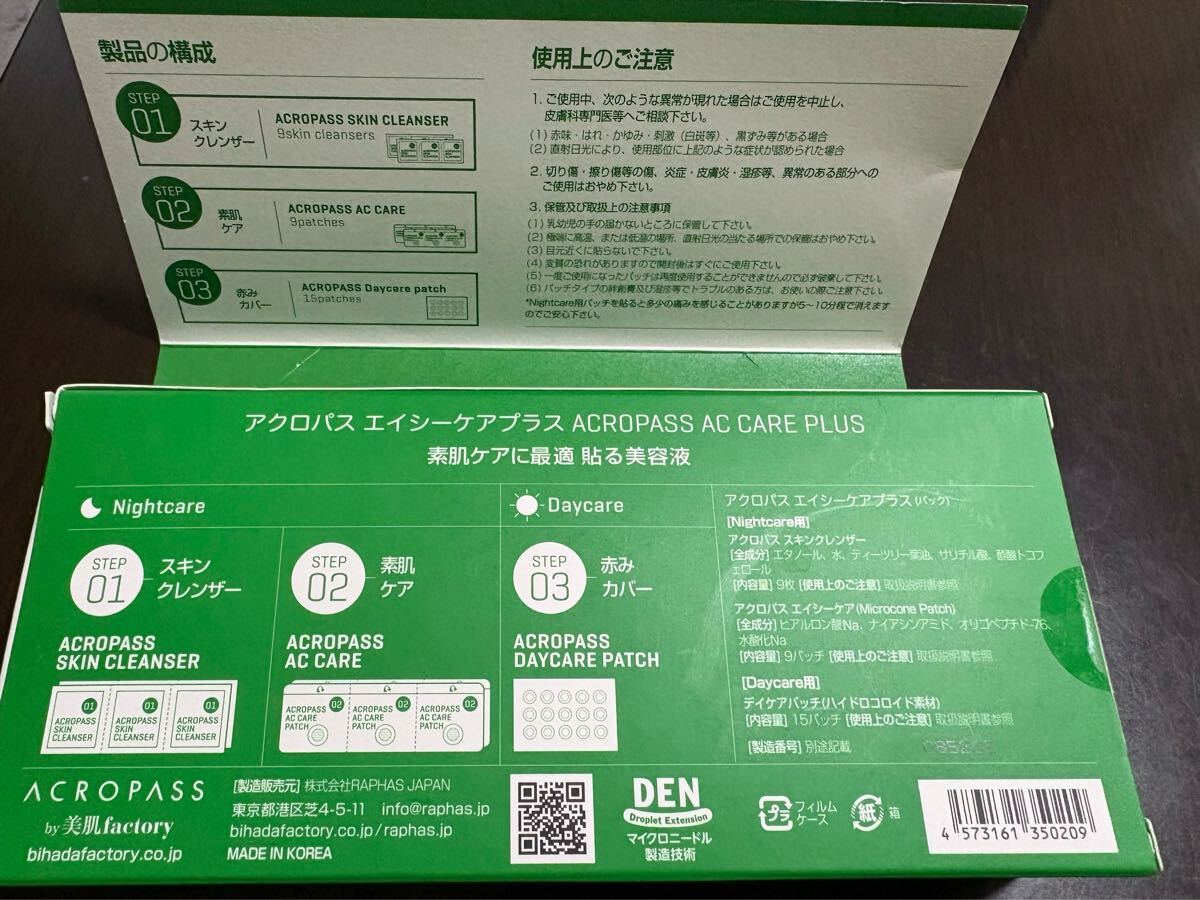 製品の構成
STEP
01
スキン
クレンザー
ACROPASS SKIN CLEANSER
9skin cleansers
STEP
02
素肌
ケア
ACROPASS AC CARE
9patches
STEP
03
赤み
カバー
ACROPASS Daycare patch
15patches
使用上のご注意
1. ご使用中、次のような異常が現れた場合はご使用を中止し、
皮膚科専門医等へご相談下さい。
(1) 赤味・はれ・かゆみ・刺激（白斑等）、黒ずみ等がある場合
(2) 直射日光により、使用部位に上記のような症状が認められた場合
2. 切り傷・擦り傷等の傷、炎症・皮膚炎・湿疹等、異常のある部分への
ご使用はおやめ下さい。
3. 保管及び取扱上の注意事項
(1) 乳幼児の手の届かないところに保管して下さい。
(2) 極端に高温、または低温の場所、直射日光の当たる場所での保管はおやめ下さい。
(3) 目元近くに貼らないで下さい。
(4) 変質の恐れがありますので開封後はすぐにご使用下さい。
(5) 一度ご使用になったパッチは再度使用することができませんので必ず破棄して下さい。
(6) パッチタイプの絆創膏及び湿疹等でトラブルのある方は、お使いの際ご注意下さい。
*Nightcare用パッチを貼ると多少の痛みを感じることがありますが5～10分程で消えます
のでご安心下さい。
アクロパス エイシーケアプラス ACROPASS AC CARE PLUS
素肌ケアに最適 貼る美容液
Nightcare
STEP
01
スキン
クレンザー
ACROPASS
SKIN CLEANSER
01 01 01
ACROPASS SKIN CLEANSER
ACROPASS SKIN CLEANSER
ACROPASS SKIN CLEANSER
STEP
02
素肌
ケア
ACROPASS
AC CARE
02 02 02
ACROPASS AC CARE PATCH
ACROPASS AC CARE PATCH
ACROPASS AC CARE PATCH
Daycare
STEP
03
赤み
カバー
ACROPASS
DAYCARE PATCH
アクロパス エイシーケアプラス (パック)
[Nightcare用]
アクロパス スキンクレンザー
[全成分] エタノール、水、ティーツリー葉油、サリチル酸、酢酸トコフ
ェロール
[内容量] 9枚 [使用上のご注意] 取扱説明書参照
アクロパス エイシーケア (Microcone Patch)
[全成分] ヒアルロン酸Na、ナイアシンアミド、オリゴペプチド-76、
水酸化Na
[内容量] 9パッチ [使用上のご注意] 取扱説明書参照
[Daycare用]
デイケアパッチ(ハイドロコロイド素材)
[内容量] 15パッチ [使用上のご注意] 取扱説明書参照
[製造番号] 別途記載
ACROPASS
by 美肌factory
bihadafactory.co.jp
[製造販売元] 株式会社RAPHAS JAPAN
東京都港区芝4-5-11 info@raphas.jp
bihadafactory.co.jp / raphas.jp
MADE IN KOREA
DEN
Droplet Extension
マイクロニードル
製造技術
プラ
フィルム
ケース
紙
箱
4 573161 350209